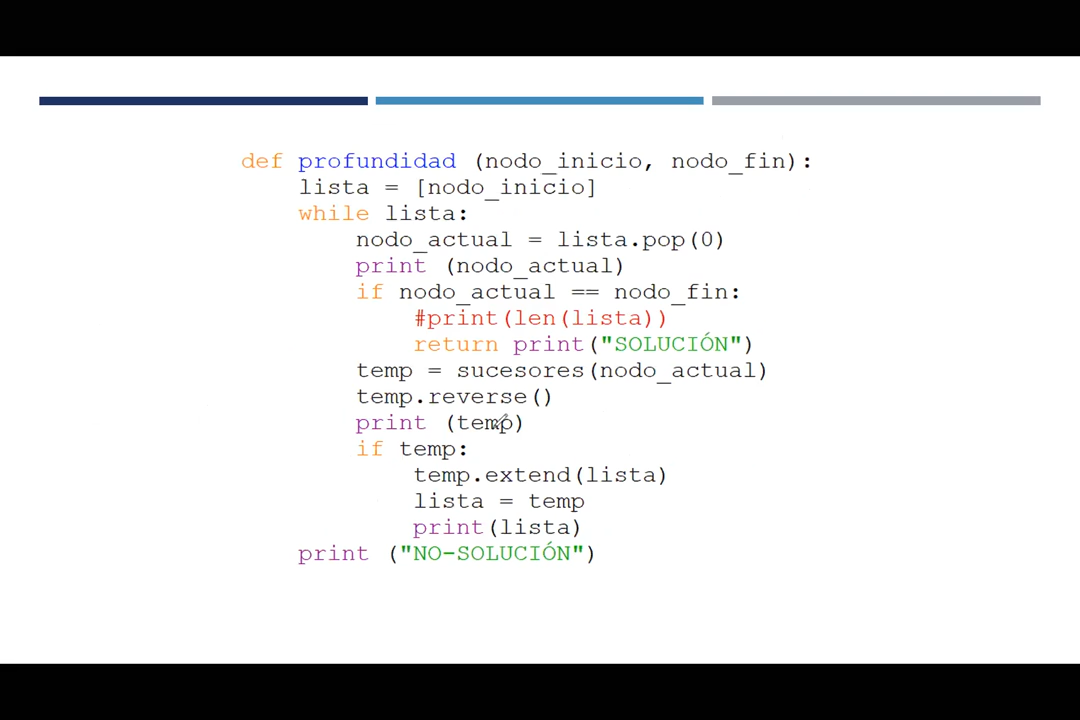 def profundidad (nodo_inicio, nodo_fin):
    lista = [nodo_inicio]
    while lista:
        nodo_actual = lista.pop(0)
        print (nodo_actual)
        if nodo_actual == nodo_fin:
            #print(len(lista))
            return print("SOLUCIÓN")
        temp = sucesores(nodo_actual)
        temp.reverse()
        print (temp)
        if temp:
            temp.extend(lista)
            lista = temp
            print(lista)
    print ("NO-SOLUCIÓN")